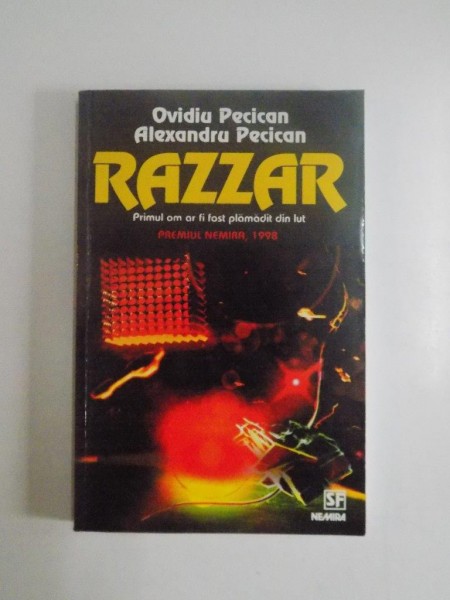 Ovidiu Pecican
Alexandru Pecican
RAZZAR
Primul om ar fi fost plămădit din lut
PREMIUL NEMIRA, 1998
SF
NEMIRA